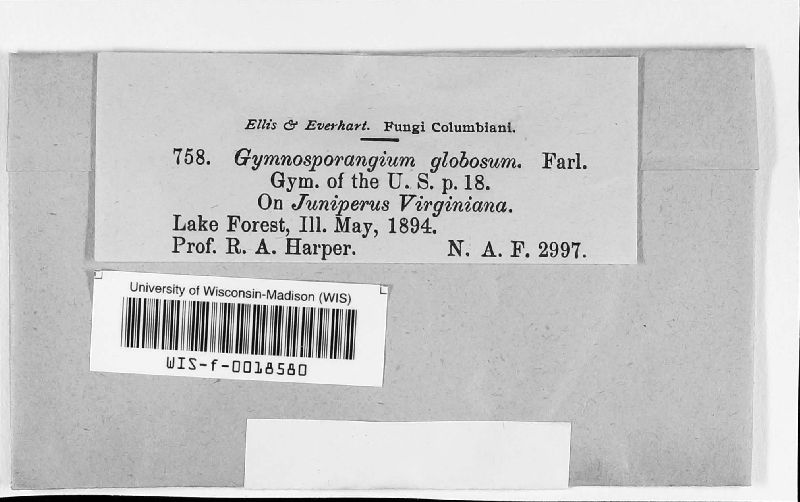 Ellis & Everhart. Fungi Columbiani.
758. Gymnosporangium globosum. Farl.
Gym. of the U. S. p. 18.
On Juniperus Virginiana.
Lake Forest, Ill. May, 1894.
Prof. R. A. Harper. N. A. F. 2997.
University of Wisconsin-Madison (WIS)
WIS-f-0018580